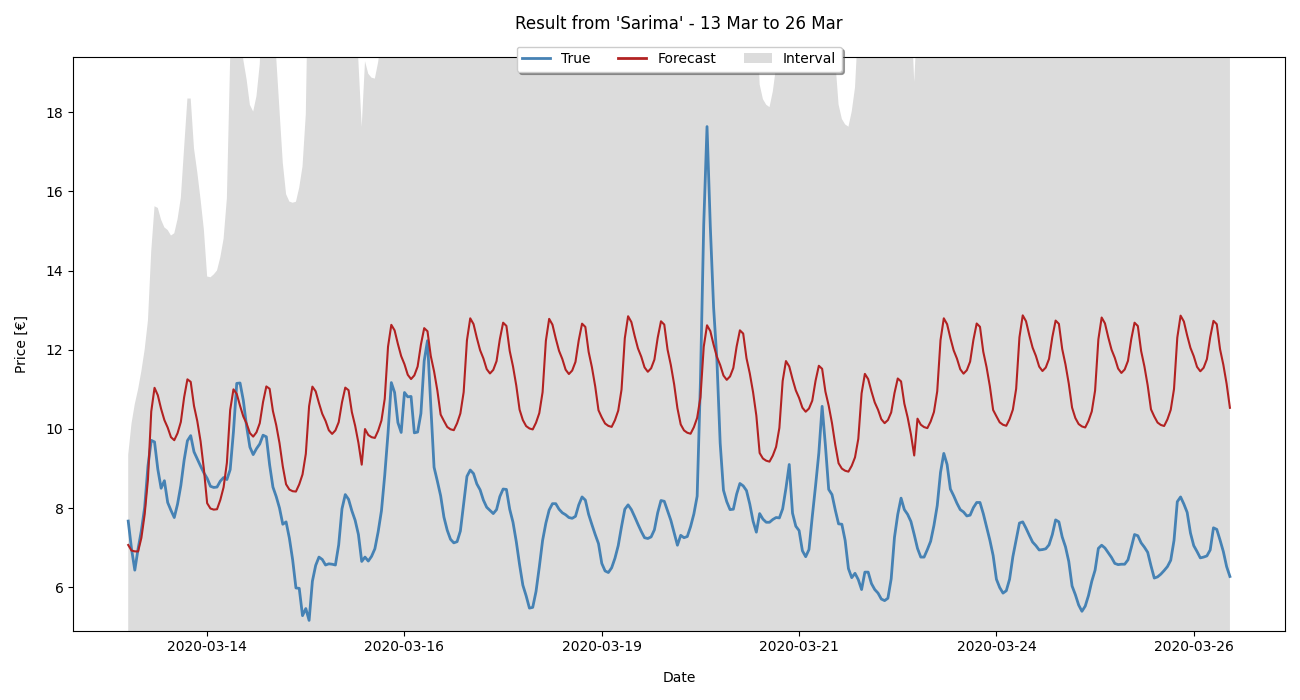 Result from 'Sarima' - 13 Mar to 26 Mar
True Forecast Interval
18
16
14
12
10
8
6
Price [€]
2020-03-14 2020-03-16 2020-03-19 2020-03-21 2020-03-24 2020-03-26
Date